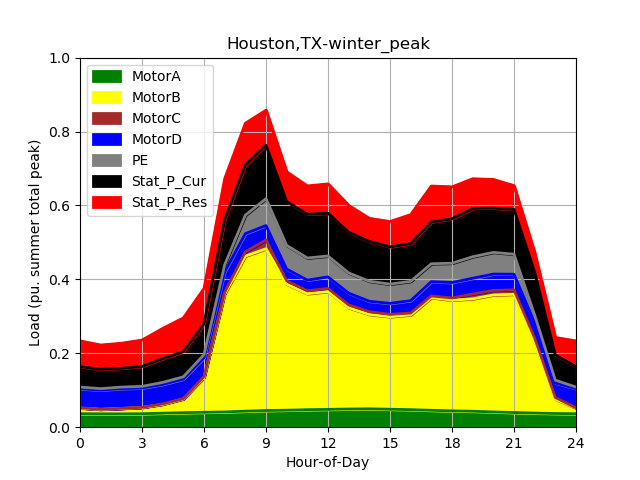 Houston,TX-winter_peak
Load (pu. summer total peak)
1.0
0.8
0.6
0.4
0.2
0.0
MotorA
MotorB
MotorC
MotorD
PE
Stat_P_Cur
Stat_P_Res
0 3 6 9 12 15 18 21 24
Hour-of-Day